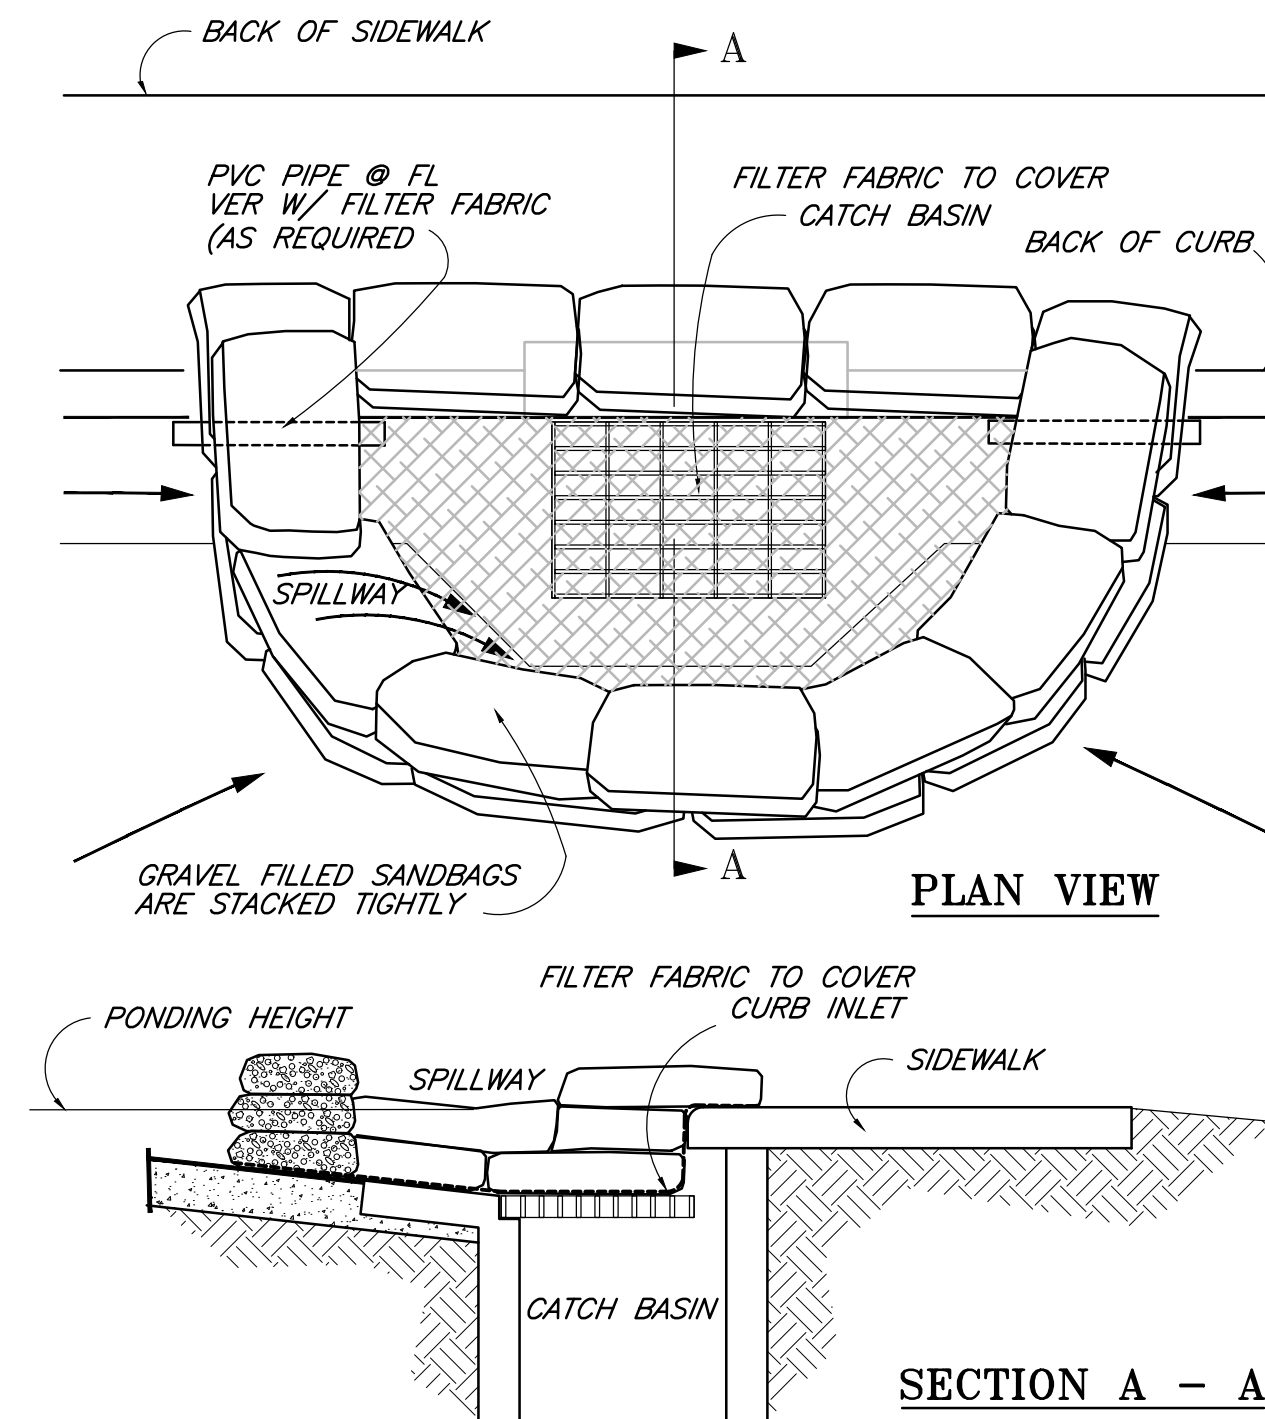 BACK OF SIDEWALK
A
PVC PIPE @ FL
VER W/ FILTER FABRIC
(AS REQUIRED
FILTER FABRIC TO COVER
CATCH BASIN
BACK OF CURB
SPILLWAY
GRAVEL FILLED SANDBAGS
ARE STACKED TIGHTLY
A
PLAN VIEW
FILTER FABRIC TO COVER
CURB INLET
PONDING HEIGHT
SPILLWAY
SIDEWALK
CATCH BASIN
SECTION A - A